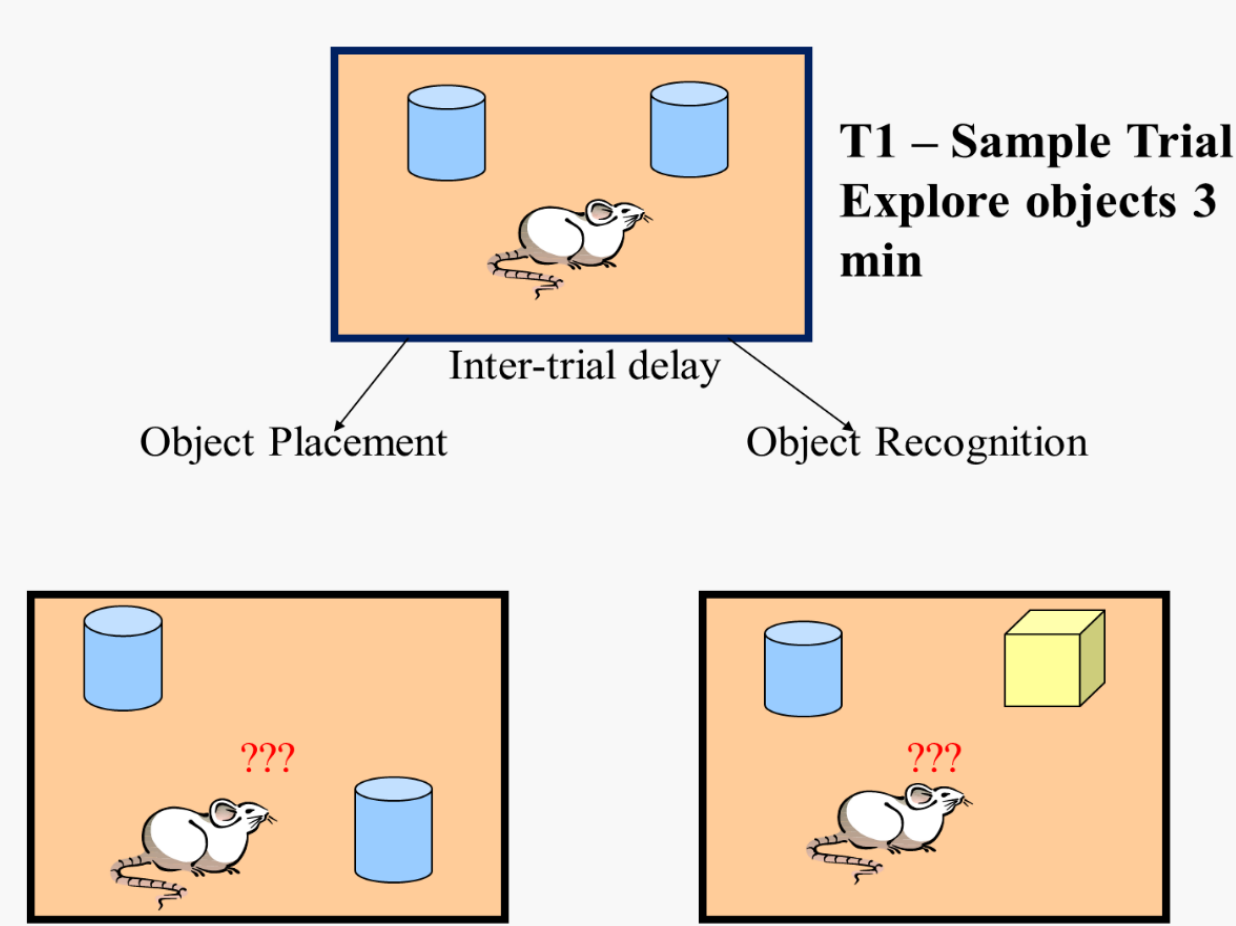 T1 – Sample Trial
Explore objects 3
min
Inter-trial delay
Object Placement
Object Recognition
???
???